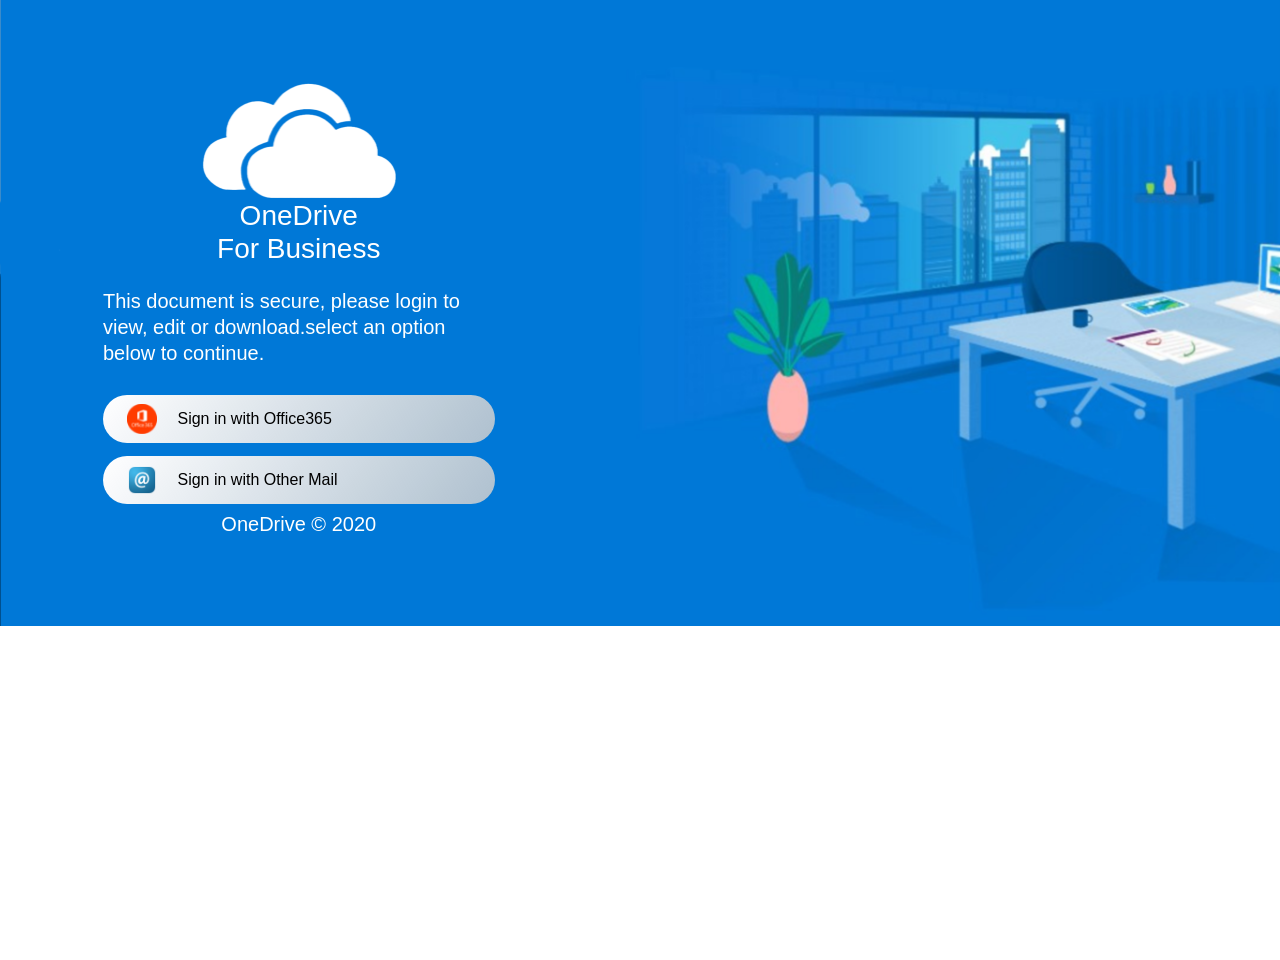 OneDrive
For Business
This document is secure, please login to
view, edit or download.select an option
below to continue.
Sign in with Office365
Sign in with Other Mail
OneDrive © 2020